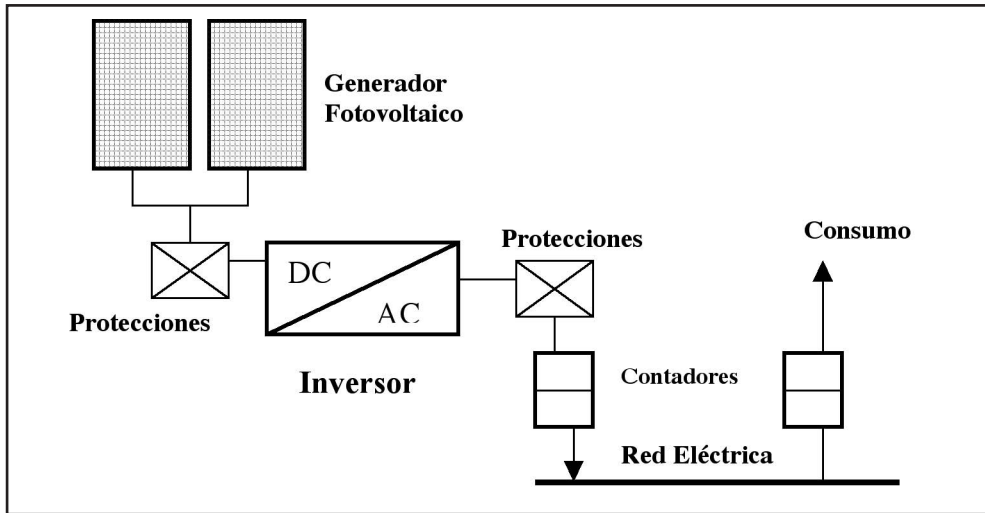 Generador
Fotovoltaico
Protecciones
Consumo
DC
AC
Protecciones
Inversor
Contadores
Red Eléctrica